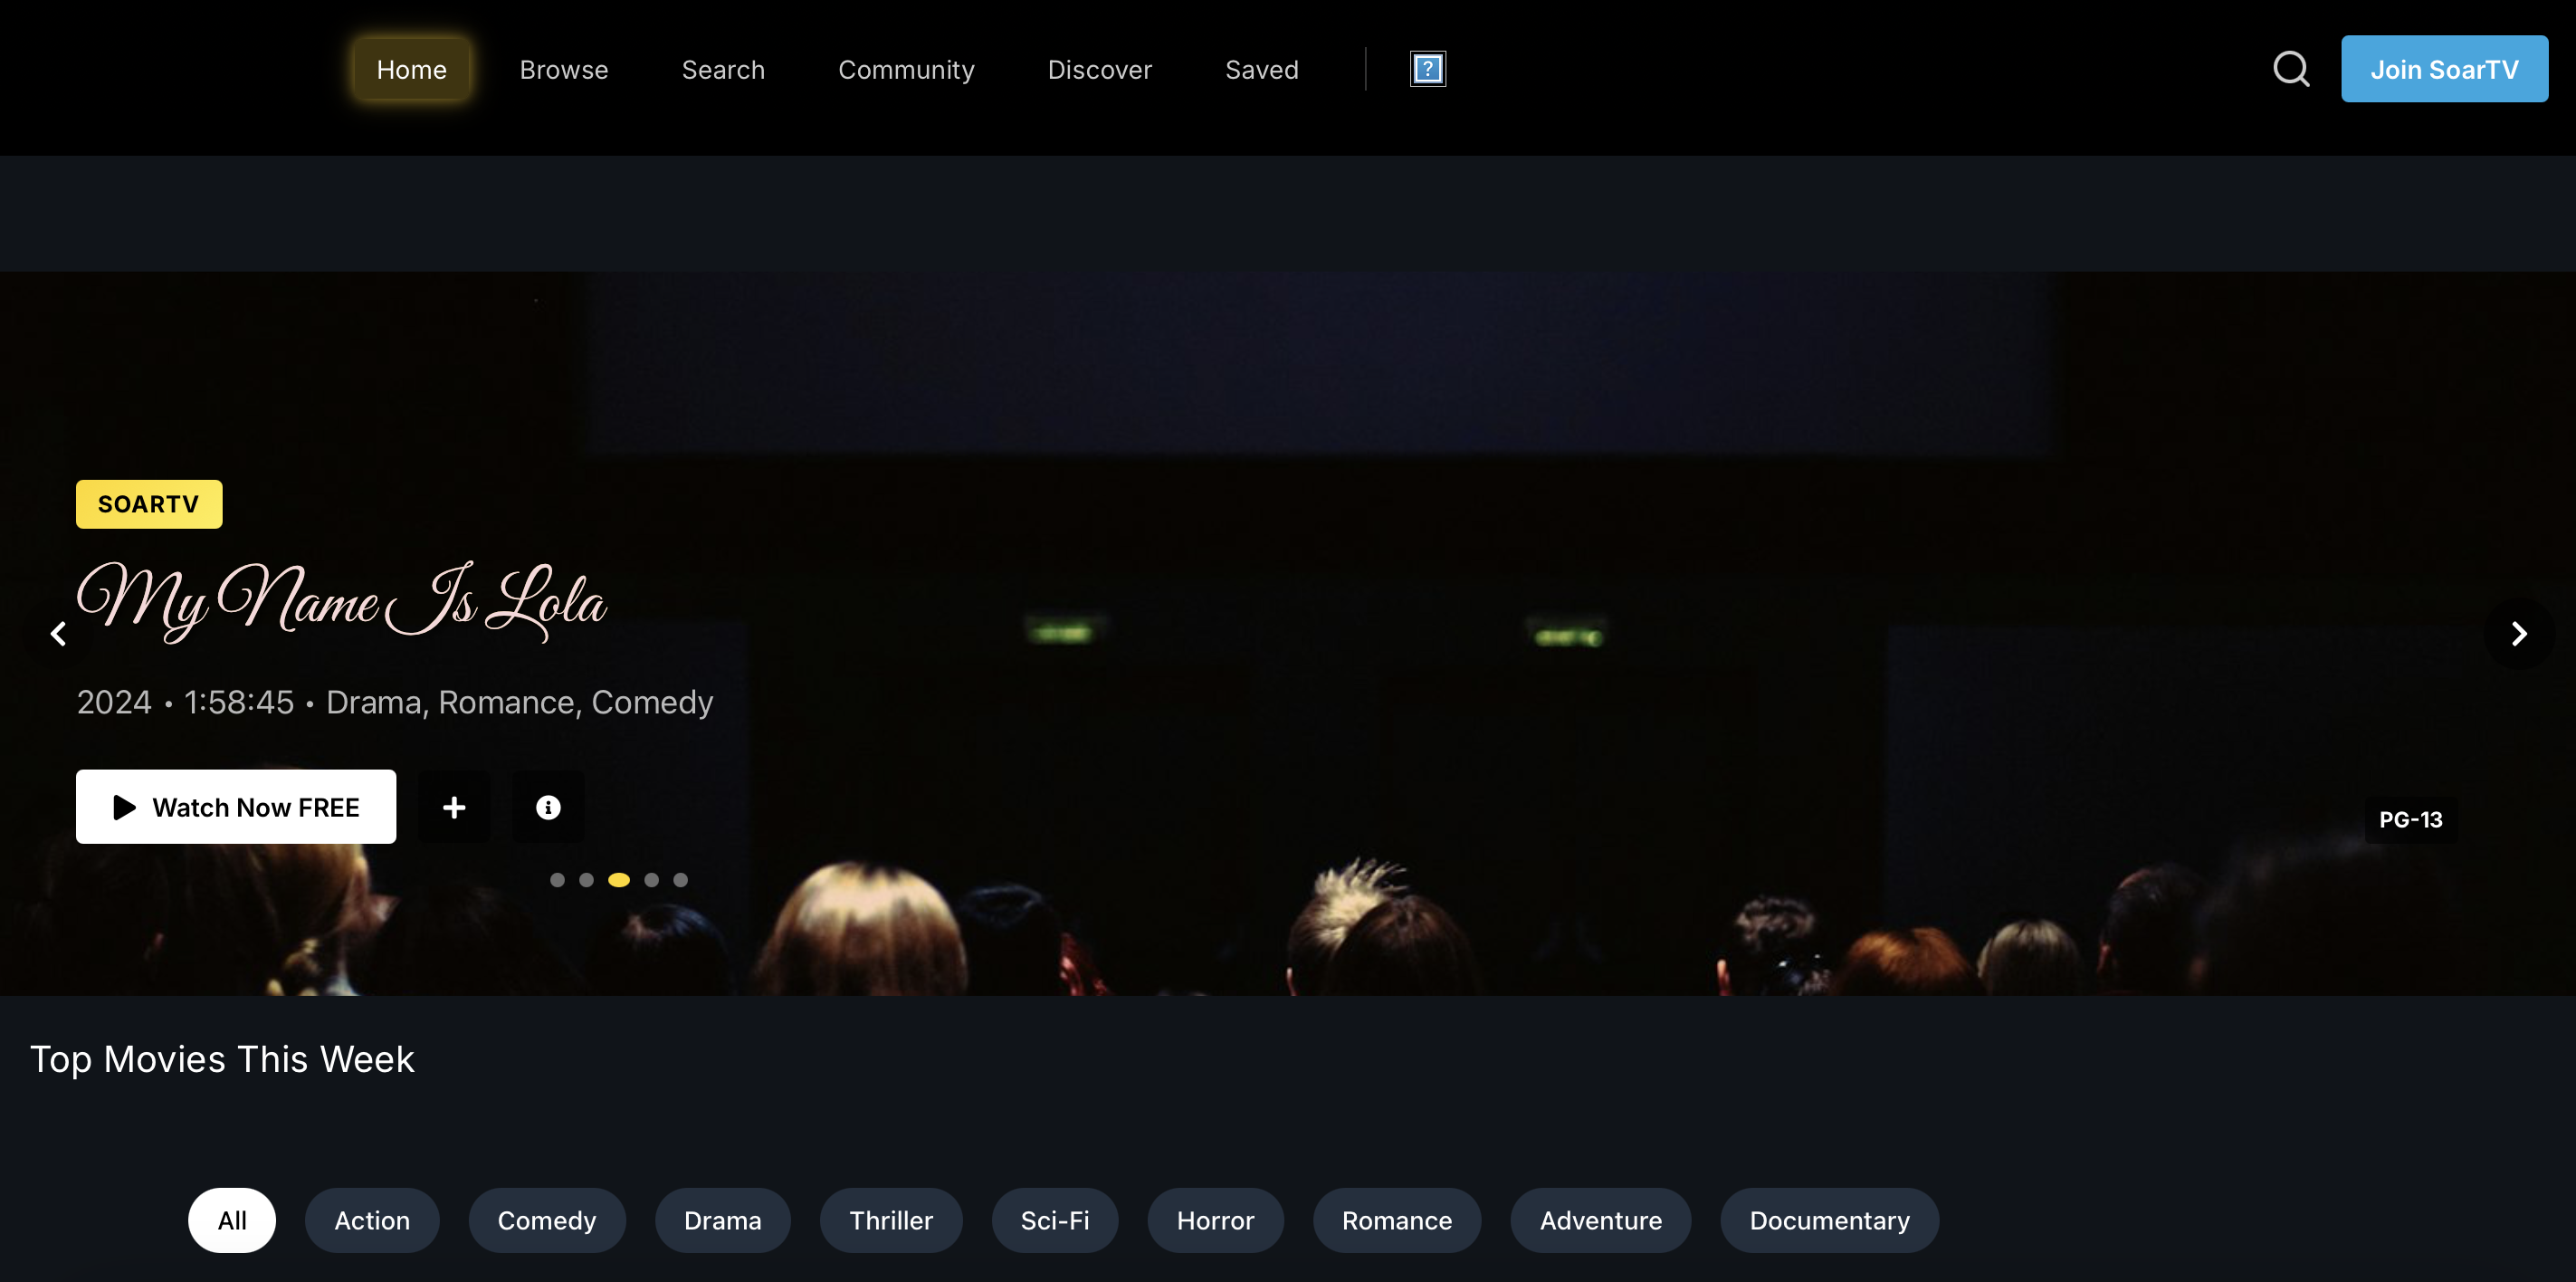 Home Browse Search Community Discover Saved ? Join SoarTV
SOARTV
My Name Is Lola
2024 • 1:58:45 • Drama, Romance, Comedy
Watch Now FREE
PG-13
Top Movies This Week
All Action Comedy Drama Thriller Sci-Fi Horror Romance Adventure Documentary